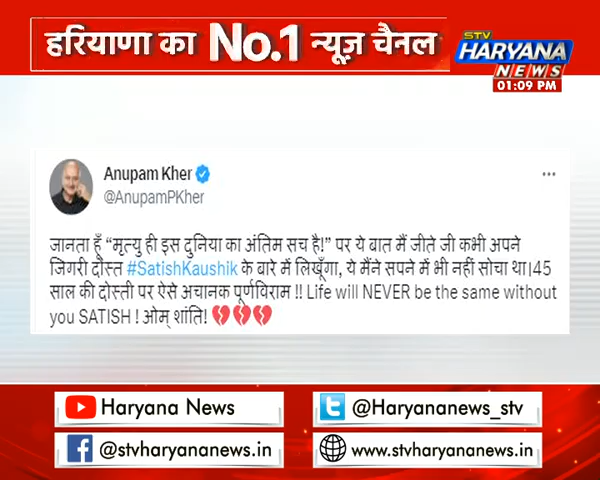 हरियाणा का No.1 न्यूज़ चैनल
STV
HARYANA
NEWS
01:09 PM
Anupam Kher
@AnupamPKher
जानता हूँ “मृत्यु ही इस दुनिया का अंतिम सच है!” पर ये बात मैं जीते जी कभी अपने
जिगरी दोस्त #SatishKaushik के बारे में लिखूँगा, ये मैंने सपने में भी नहीं सोचा था।45
साल की दोस्ती पर ऐसे अचानक पूर्णविराम !! Life will NEVER be the same without
you SATISH ! ओम् शांति! 💔💔💔
Haryana News
@Haryananews_stv
@stvharyananews.in
www.stvharyananews.in